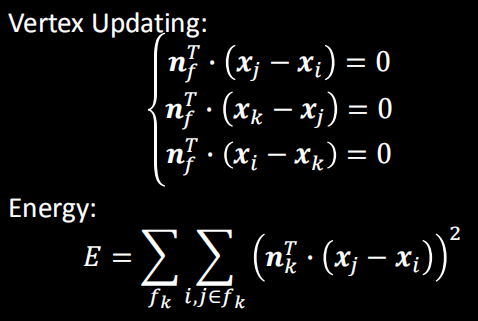 Vertex Updating:
𝒏_f^T · (𝒙_j − 𝒙_i) = 0
𝒏_f^T · (𝒙_k − 𝒙_j) = 0
𝒏_f^T · (𝒙_i − 𝒙_k) = 0
Energy:
E = ∑_{f_k} ∑_{i,j∈f_k} (𝒏_k^T · (𝒙_j − 𝒙_i))^2